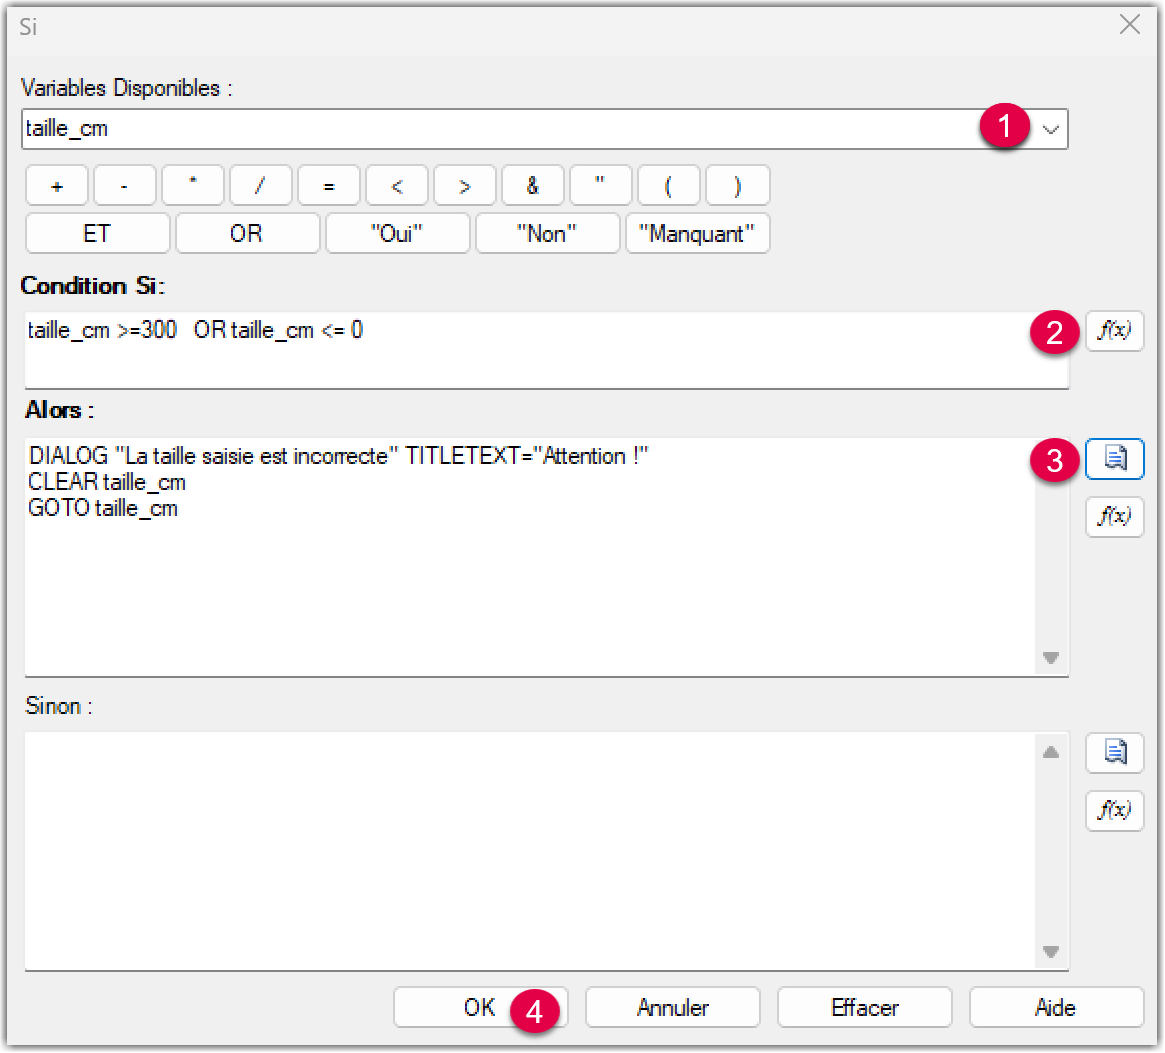 Si
Variables Disponibles :
taille_cm 1
+ - * / = < > & " ( )
ET OR "Oui" "Non" "Manquant"
Condition Si:
taille_cm >=300 OR taille_cm <= 0 2 f(x)
Alors :
DIALOG "La taille saisie est incorrecte" TITLETEXT="Attention !" 3
CLEAR taille_cm
GOTO taille_cm f(x)
Sinon :
f(x)
OK 4 Annuler Effacer Aide